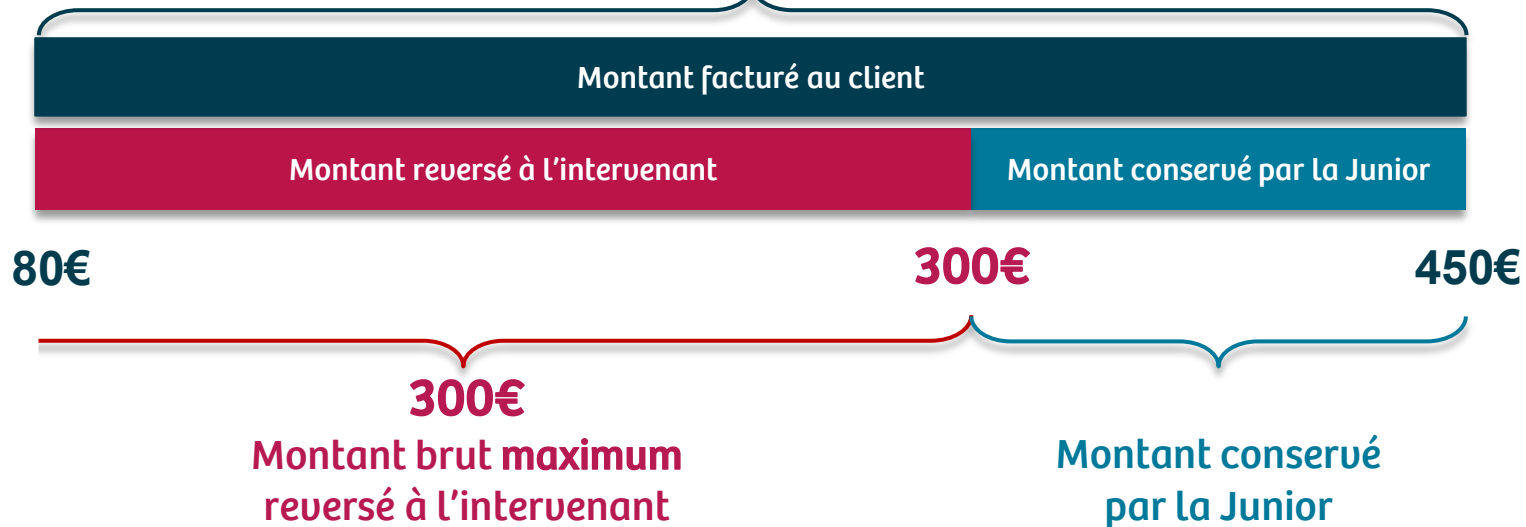 Montant facturé au client
Montant reversé à l’intervenant
Montant conservé par la Junior
80€
300€
450€
300€
Montant brut maximum
reversé à l’intervenant
Montant conservé
par la Junior